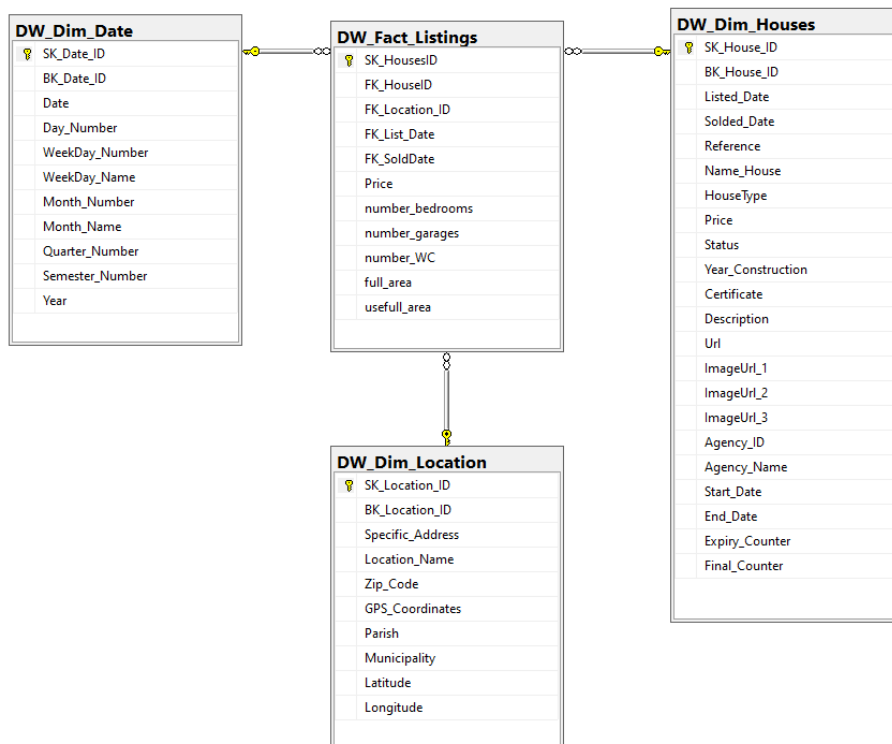 DW_Dim_Date
SK_Date_ID
BK_Date_ID
Date
Day_Number
WeekDay_Number
WeekDay_Name
Month_Number
Month_Name
Quarter_Number
Semester_Number
Year
DW_Fact_Listings
SK_HousesID
FK_HouseID
FK_Location_ID
FK_List_Date
FK_SoldDate
Price
number_bedrooms
number_garages
number_WC
full_area
usefull_area
DW_Dim_Houses
SK_House_ID
BK_House_ID
Listed_Date
Solded_Date
Reference
Name_House
HouseType
Price
Status
Year_Construction
Certificate
Description
Url
ImageUrl_1
ImageUrl_2
ImageUrl_3
Agency_ID
Agency_Name
Start_Date
End_Date
Expiry_Counter
Final_Counter
DW_Dim_Location
SK_Location_ID
BK_Location_ID
Specific_Address
Location_Name
Zip_Code
GPS_Coordinates
Parish
Municipality
Latitude
Longitude